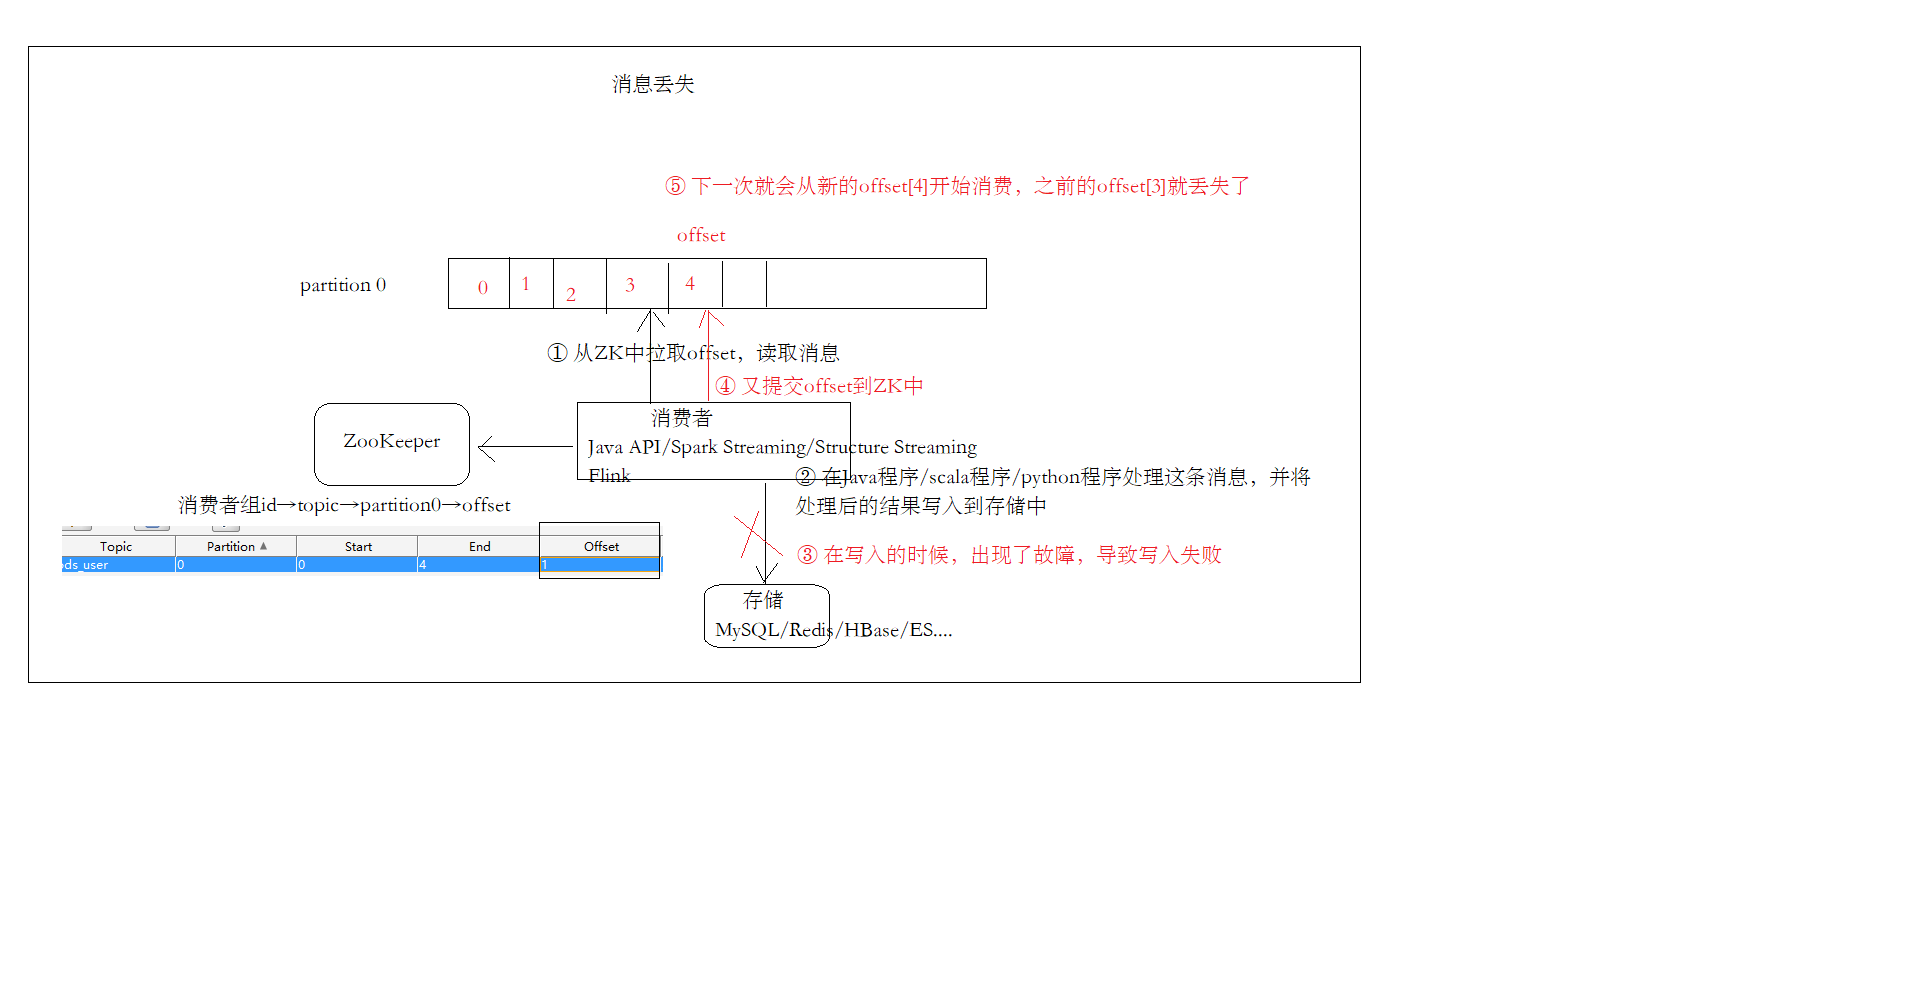 消息丢失
⑤ 下一次就会从新的offset[4]开始消费，之前的offset[3]就丢失了
offset
partition 0
0 1 2 3 4
① 从ZK中拉取offset，读取消息
④ 又提交offset到ZK中
消费者
ZooKeeper
Java API/Spark Streaming/Structure Streaming
Flink
② 在Java程序/scala程序/python程序处理这条消息，并将
处理后的结果写入到存储中
消费者组id→topic→partition0→offset
Topic Partition ▲ Start End Offset
ods_user 0 0 4 1
③ 在写入的时候，出现了故障，导致写入失败
存储
MySQL/Redis/HBase/ES....